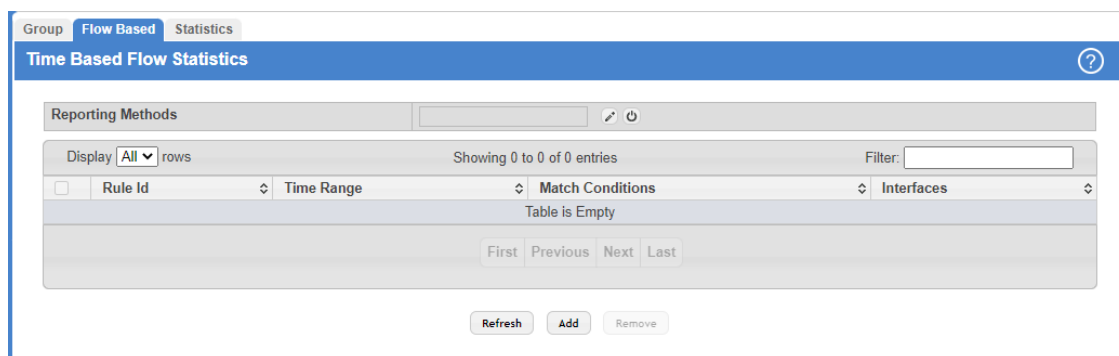 Group Flow Based Statistics
Time Based Flow Statistics ?
Reporting Methods
Display All rows Showing 0 to 0 of 0 entries Filter:
Rule Id Time Range Match Conditions Interfaces
Table is Empty
First Previous Next Last
Refresh Add Remove